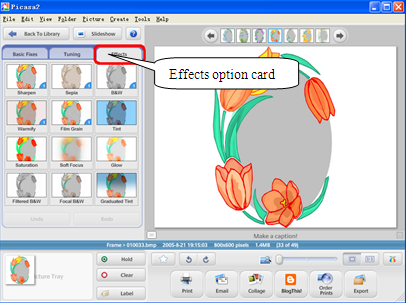 Picasa2
File Edit View Folder Picture Create Tools Help
Back To Library
Slideshow
Basic Fixes
Tuning
Effects
Effects option card
Sharpen
Sepia
B&W
Warmify
Film Grain
Tint
Saturation
Soft Focus
Glow
Filtered B&W
Focal B&W
Graduated Tint
Undo
Redo
Make a caption!
Frame • 010033.bmp 2005-8-21 19:15:03 800x600 pixels 1.4MB (33 of 49)
Picture Tray
Hold
Clear
Label
Print
Email
Collage
BlogThis!
Order
Prints
Export